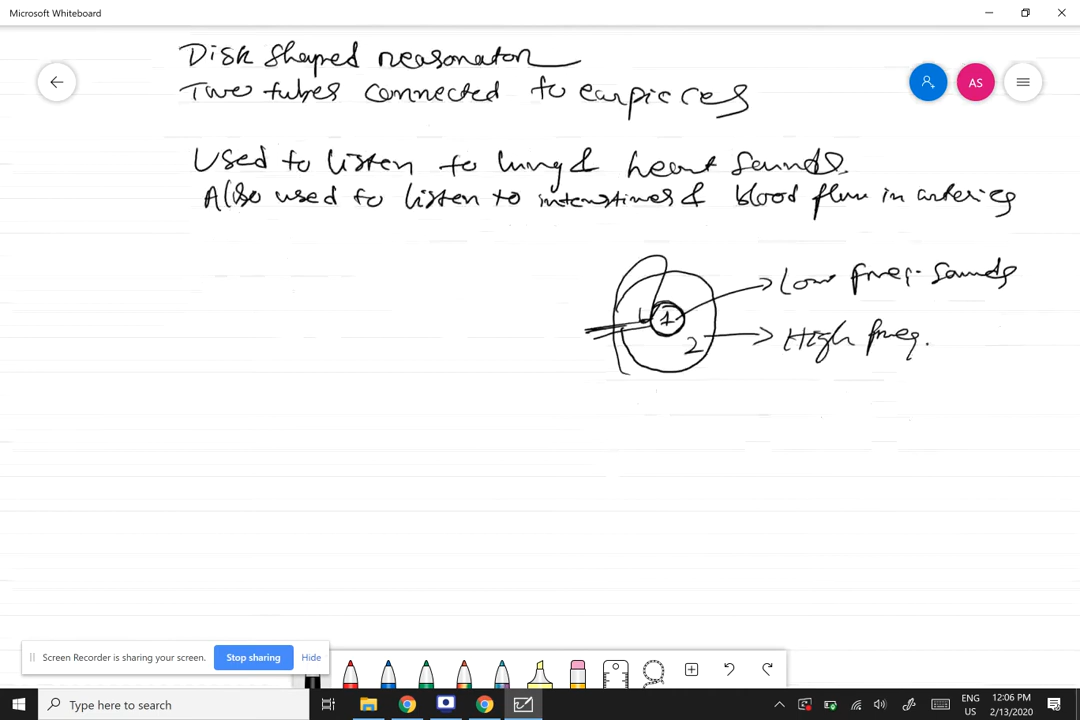 Microsoft Whiteboard
Disk shaped reasonator
Two tubes connected to earpieces
AS
Used to listen to lung & heart sounds.
Also used to listen to intenstines & blood flow in arteries
1 → Low freq. sounds
2 → High freq.
Screen Recorder is sharing your screen. Stop sharing Hide
Type here to search
ENG
US
12:06 PM
2/13/2020